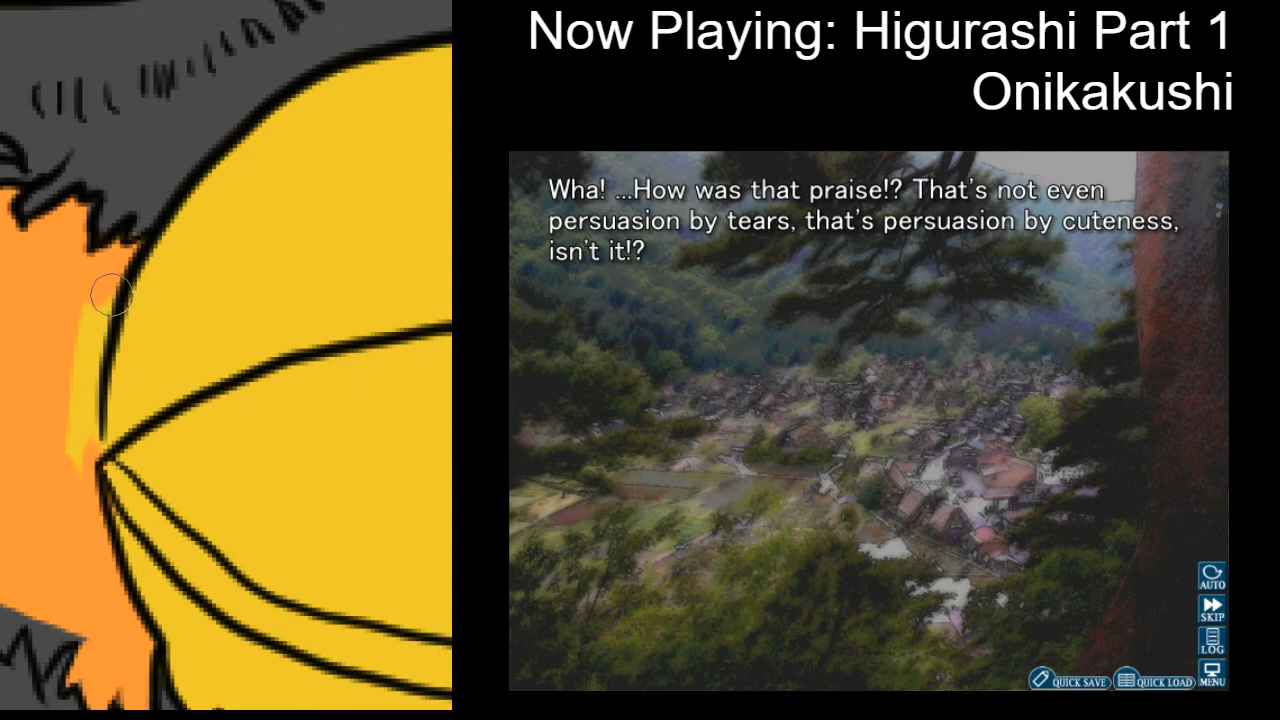 Now Playing: Higurashi Part 1
Onikakushi
Wha! ...How was that praise!? That's not even
persuasion by tears, that's persuasion by cuteness,
isn't it!?
AUTO
SKIP
LOG
MENU
QUICK SAVE
QUICK LOAD